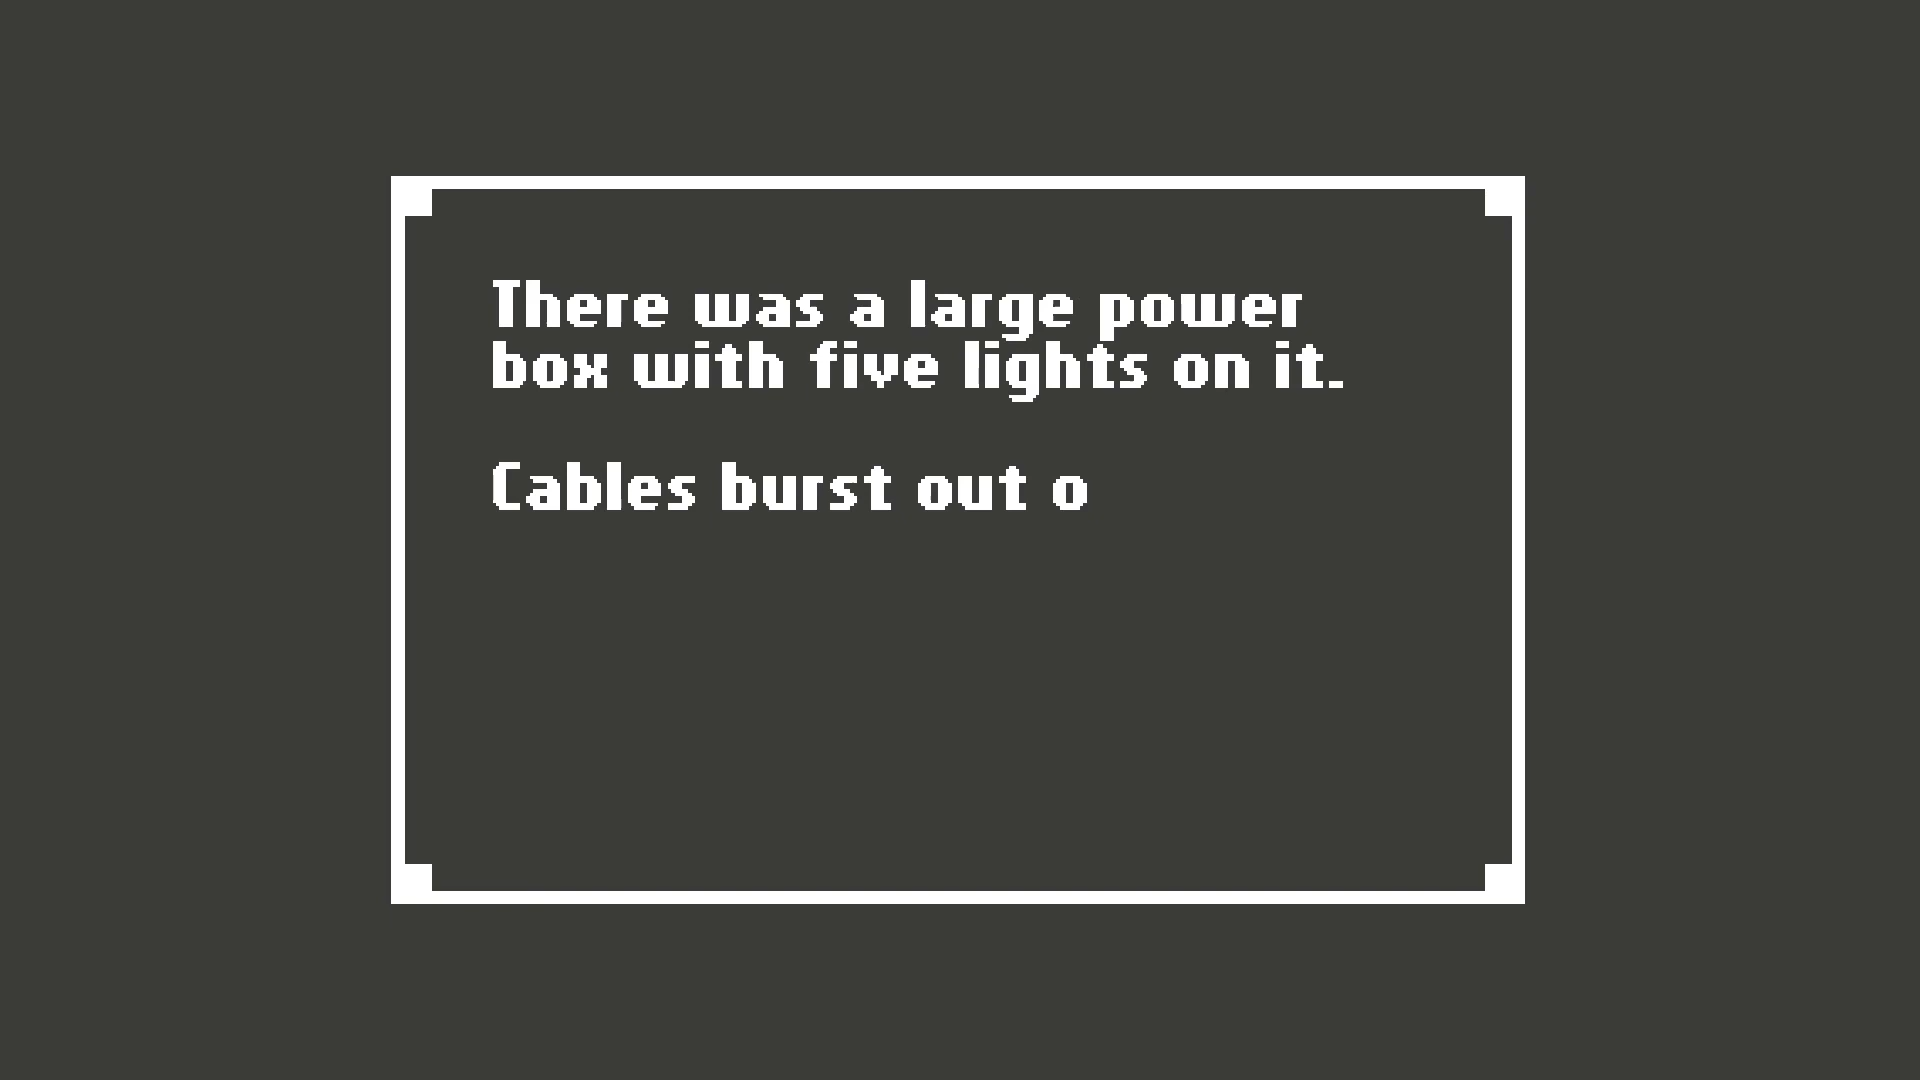 There was a large power
box with five lights on it.
Cables burst out o